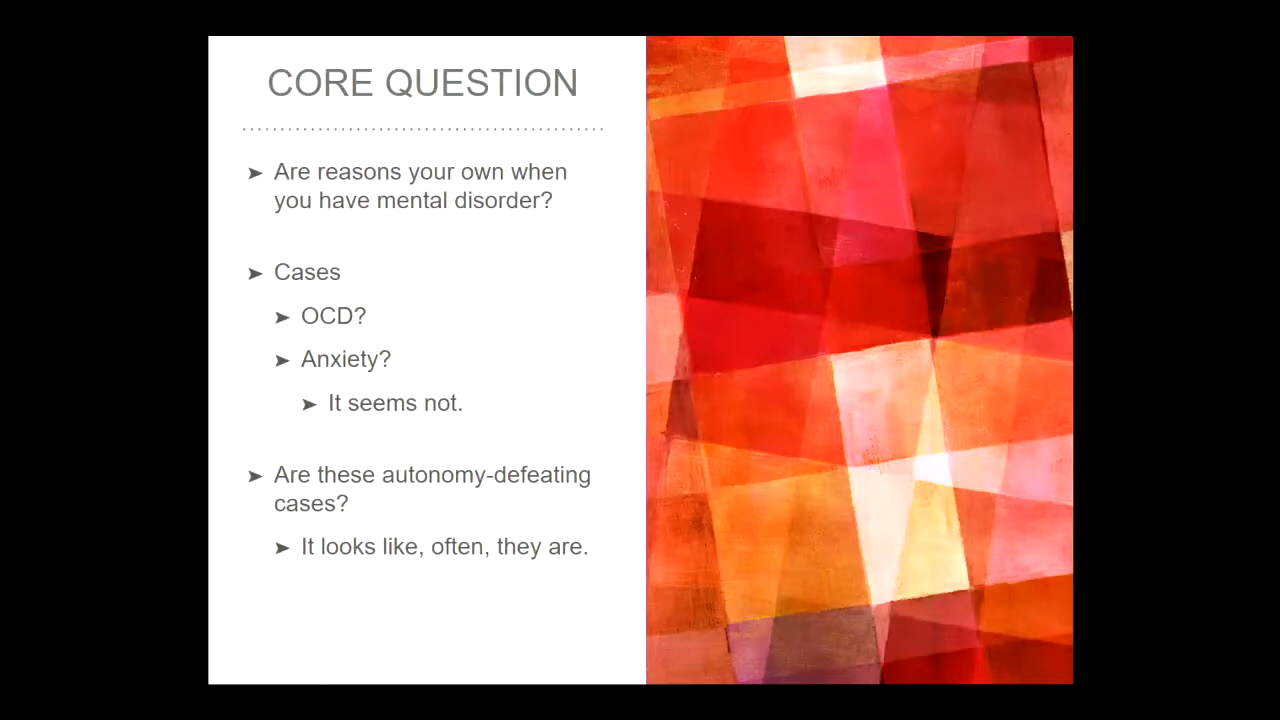 CORE QUESTION
➤ Are reasons your own when
you have mental disorder?
➤ Cases
➤ OCD?
➤ Anxiety?
➤ It seems not.
➤ Are these autonomy-defeating
cases?
➤ It looks like, often, they are.